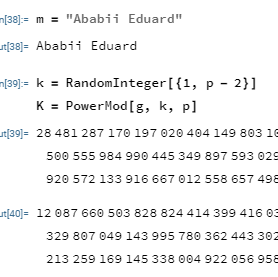 n[38]:= m = "Ababii Eduard"
ut[38]= Ababii Eduard
n[39]:= k = RandomInteger[{1, p - 2}]
K = PowerMod[g, k, p]
ut[39]= 28 481 287 170 197 020 404 149 803
500 555 984 990 445 349 897 593 029
920 572 133 916 667 012 558 657 498
ut[40]= 12 087 660 503 828 824 414 399 416
329 807 049 143 995 780 362 443 302
213 259 169 145 338 004 922 056 958